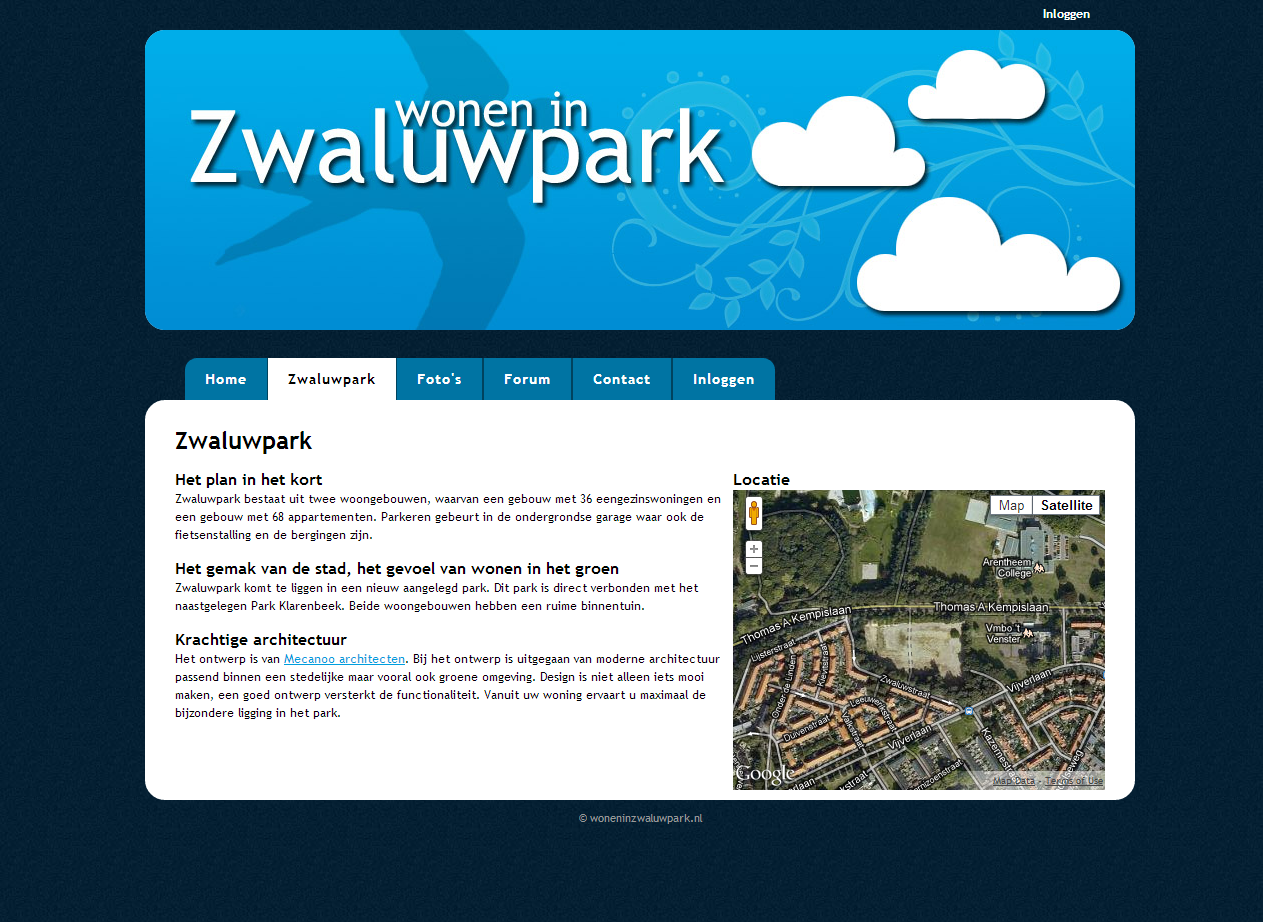 Inloggen
wonen in
Zwaluwpark
Home Zwaluwpark Foto's Forum Contact Inloggen
Zwaluwpark
Het plan in het kort
Zwaluwpark bestaat uit twee woongebouwen, waarvan een gebouw met 36 eengezinswoningen en
een gebouw met 68 appartementen. Parkeren gebeurt in de ondergrondse garage waar ook de
fietsenstalling en de bergingen zijn.
Het gemak van de stad, het gevoel van wonen in het groen
Zwaluwpark komt te liggen in een nieuw aangelegd park. Dit park is direct verbonden met het
naastgelegen Park Klarenbeek. Beide woongebouwen hebben een ruime binnentuin.
Krachtige architectuur
Het ontwerp is van Mecanoo architecten. Bij het ontwerp is uitgegaan van moderne architectuur
passend binnen een stedelijke maar vooral ook groene omgeving. Design is niet alleen iets mooi
maken, een goed ontwerp versterkt de functionaliteit. Vanuit uw woning ervaart u maximaal de
bijzondere ligging in het park.
Locatie
Map Satellite
+
−
Arentheem
College
Thomas A Kempislaan
Thomas A Kempislaan
Vmbo 't
Venster
Lijsterstraat
Kievitstraat
Onder de Linden
Zwaluwstraat
Vijverlaan
Leeuwerikstraat
Duivenstraat
Valkstraat
Vijverlaan
Google
Map Data - Terms of Use
© woneninzwaluwpark.nl